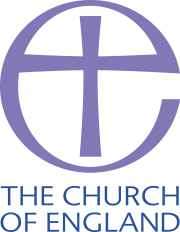 THE CHURCH
OF ENGLAND